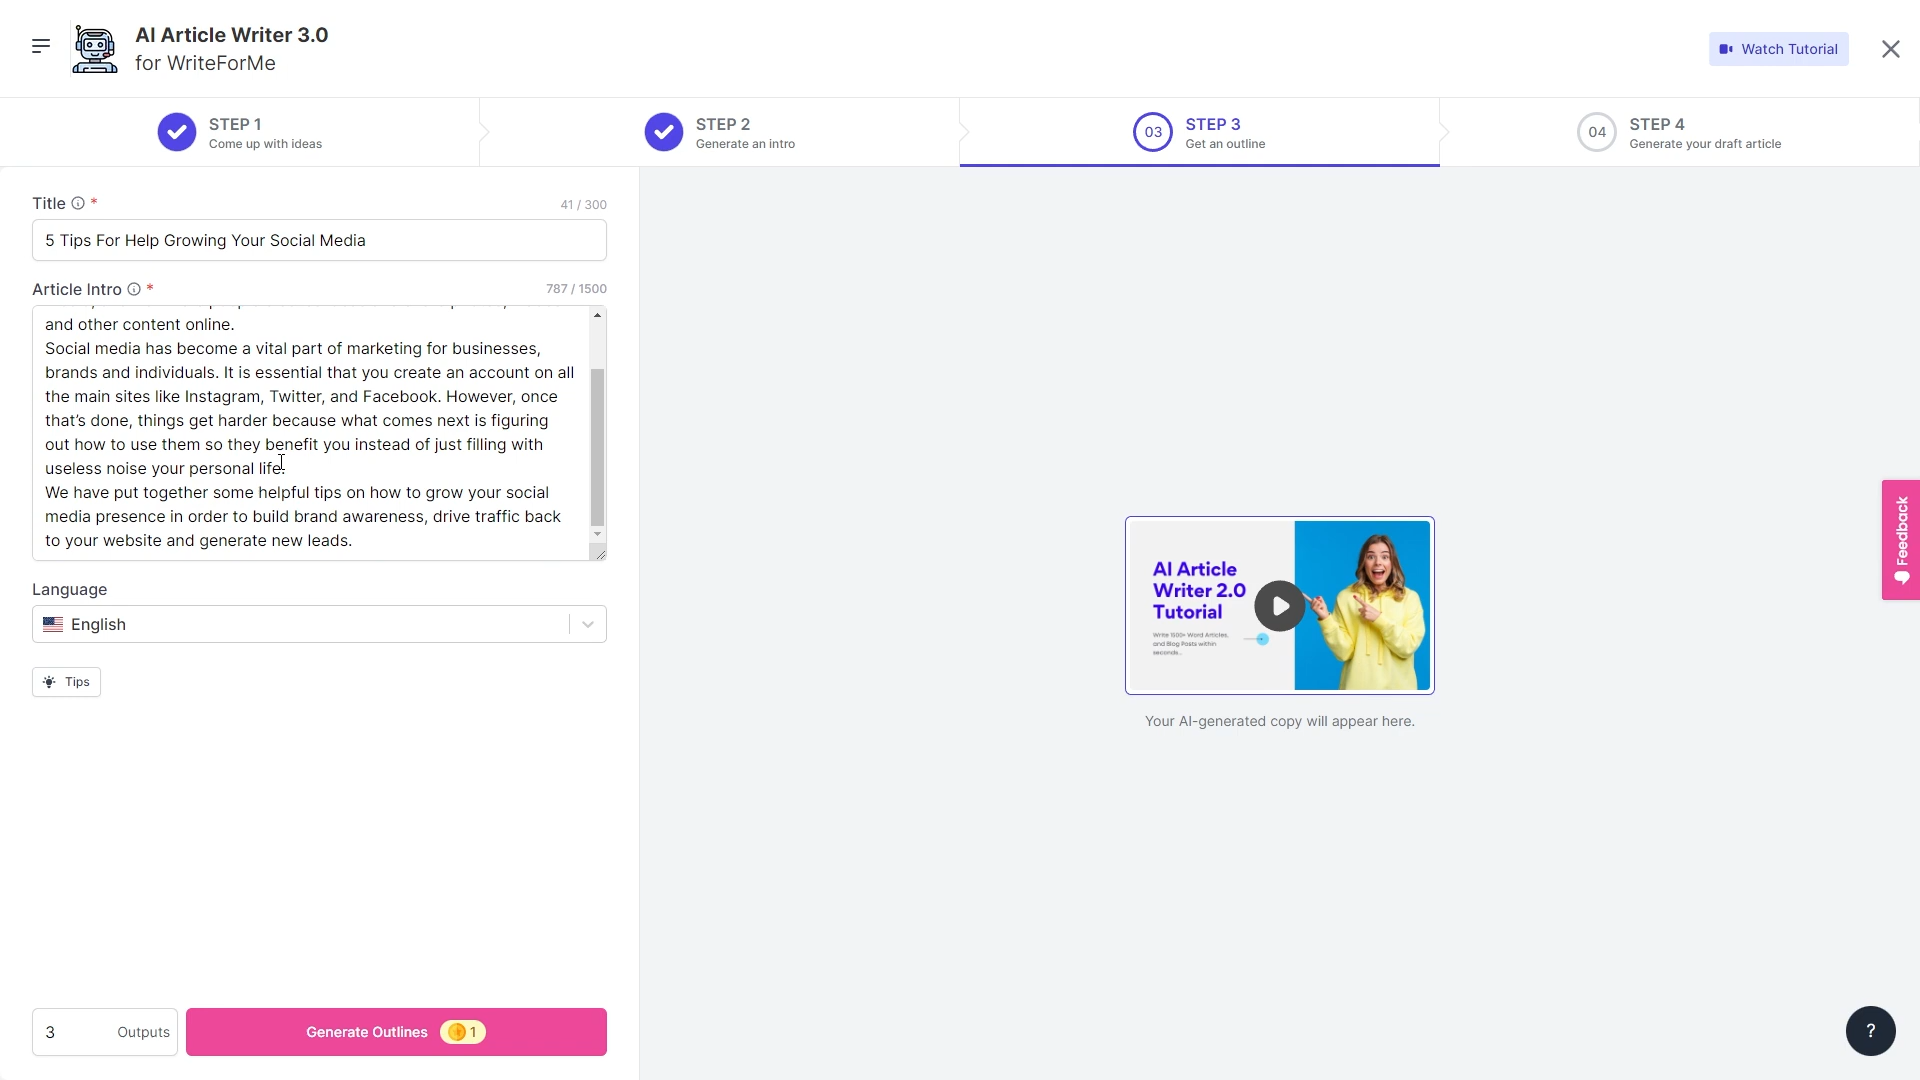 AI Article Writer 3.0
for WriteForMe
Watch Tutorial
STEP 1
Come up with ideas
STEP 2
Generate an intro
03
STEP 3
Get an outline
04
STEP 4
Generate your draft article
Title *
41 / 300
5 Tips For Help Growing Your Social Media
Article Intro *
787 / 1500
and other content online.
Social media has become a vital part of marketing for businesses,
brands and individuals. It is essential that you create an account on all
the main sites like Instagram, Twitter, and Facebook. However, once
that’s done, things get harder because what comes next is figuring
out how to use them so they benefit you instead of just filling with
useless noise your personal life.
We have put together some helpful tips on how to grow your social
media presence in order to build brand awareness, drive traffic back
to your website and generate new leads.
Language
English
Tips
3 Outputs
Generate Outlines 1
AI Article
Writer 2.0
Tutorial
Write 1500+ Word Articles,
and Blog Posts within
seconds...
Your AI-generated copy will appear here.
Feedback
?